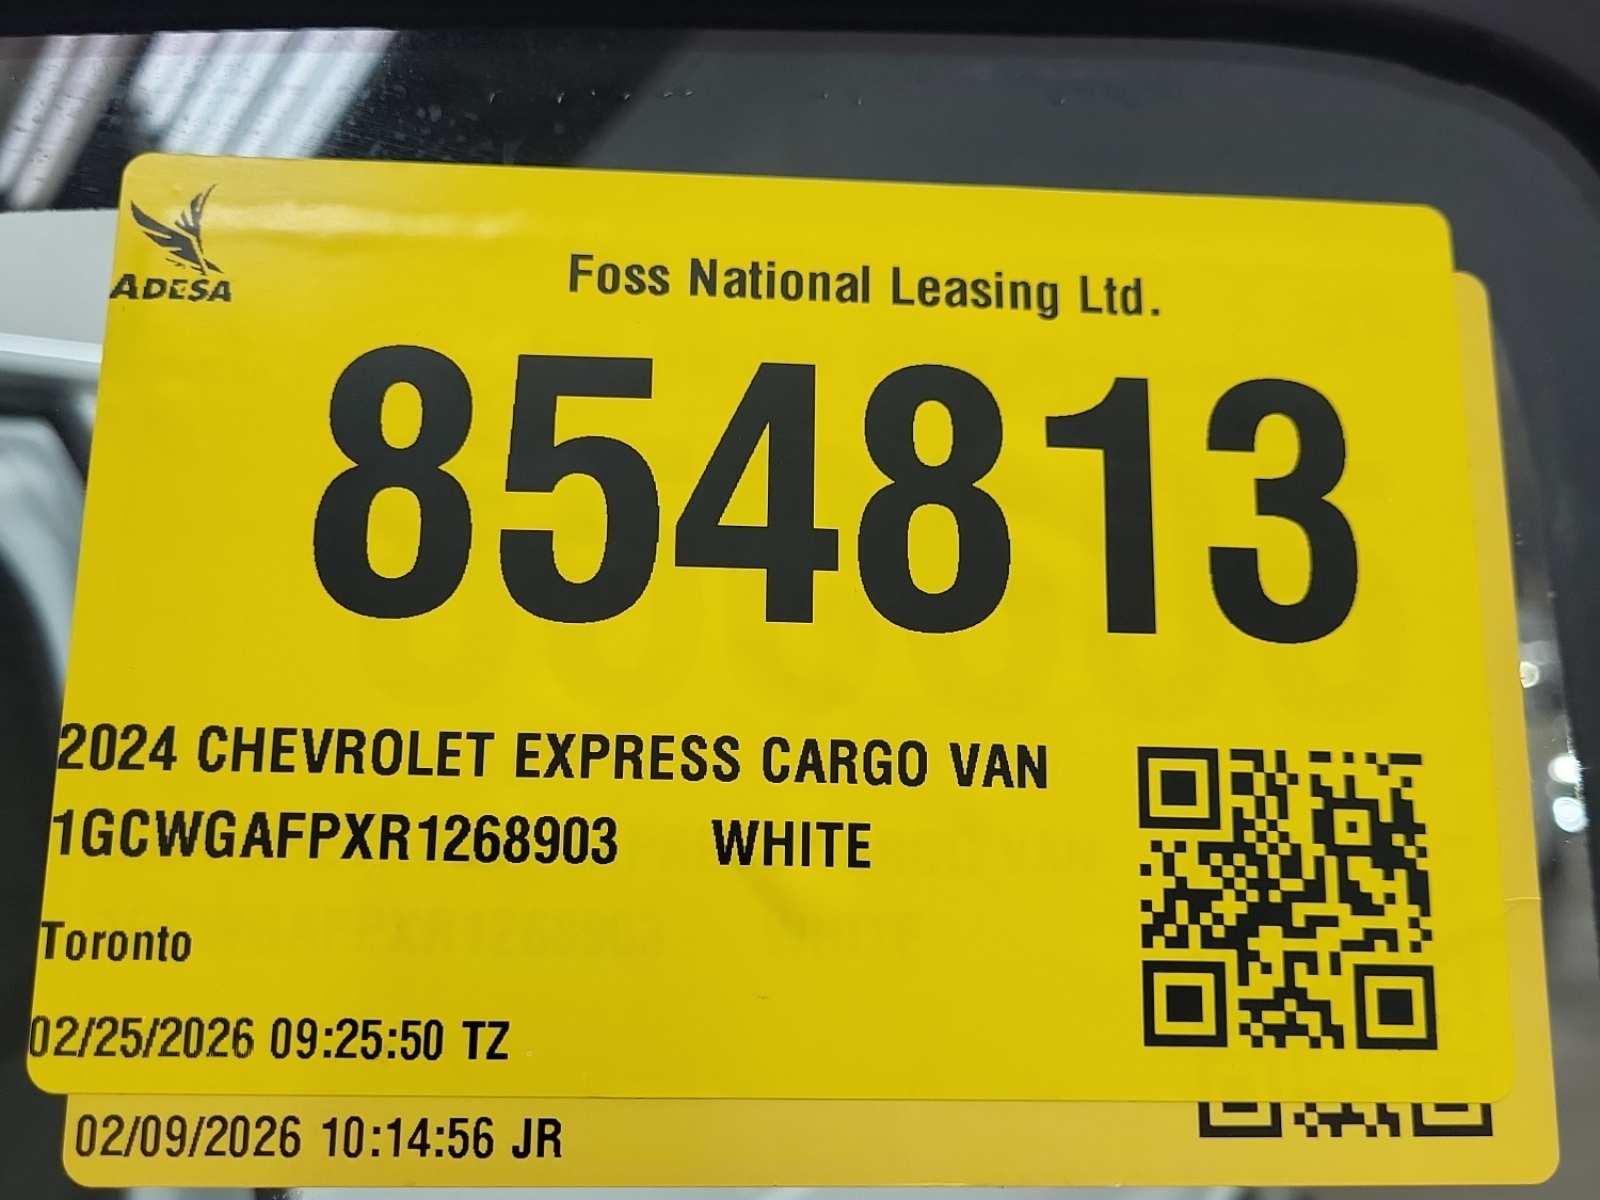 ADESA
Foss National Leasing Ltd.
854813
2024 CHEVROLET EXPRESS CARGO VAN
1GCWGAFPXR1268903 WHITE
Toronto
02/25/2026 09:25:50 TZ
02/09/2026 10:14:56 JR